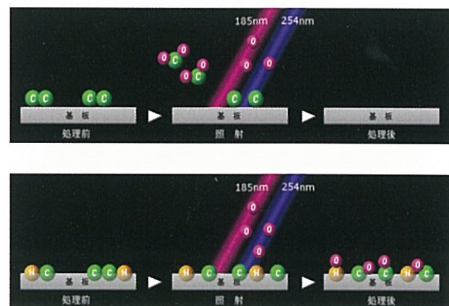 185nm 254nm
O O O O O O O
C C C C C C C C
基板 基板 基板
処理前 照射 処理後
185nm 254nm
O O O O O O O O
H C C C H H C C H C H C C H C
基板 基板 基板
処理前 照射 処理後